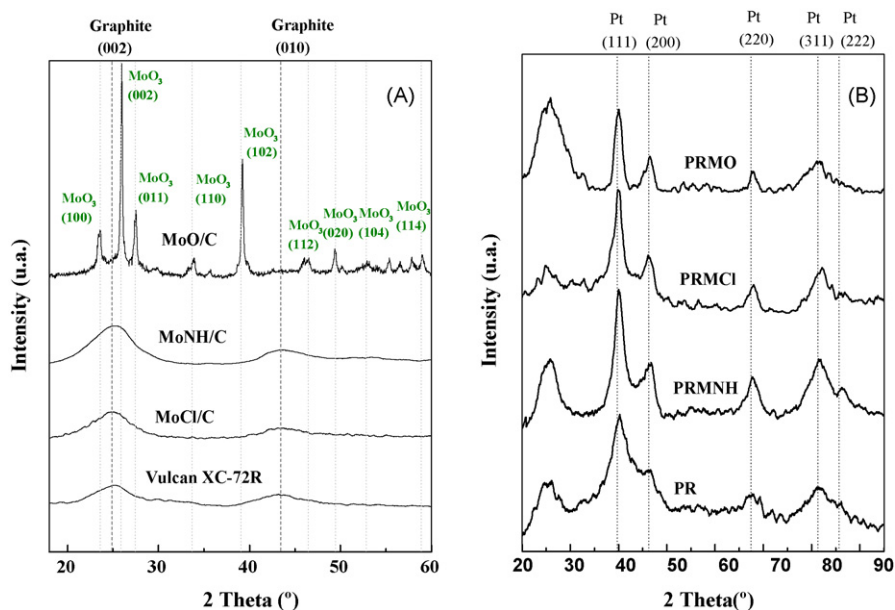 Graphite
(002)
Graphite
(010)
(A)
MoO3
(002)
MoO3
(100)
MoO3
(011)
MoO3
(110)
MoO3
(102)
MoO3
(112)
MoO3
(020)
MoO3
(104)
MoO3
(114)
MoO/C
MoNH/C
MoCl/C
Vulcan XC-72R
Intensity (u.a.)
20 30 40 50 60
2 Theta (º)
Pt Pt Pt Pt Pt
(111) (200) (220) (311) (222)
(B)
PRMO
PRMCl
PRMNH
PR
Intensity (u.a.)
20 30 40 50 60 70 80 90
2 Theta(º)